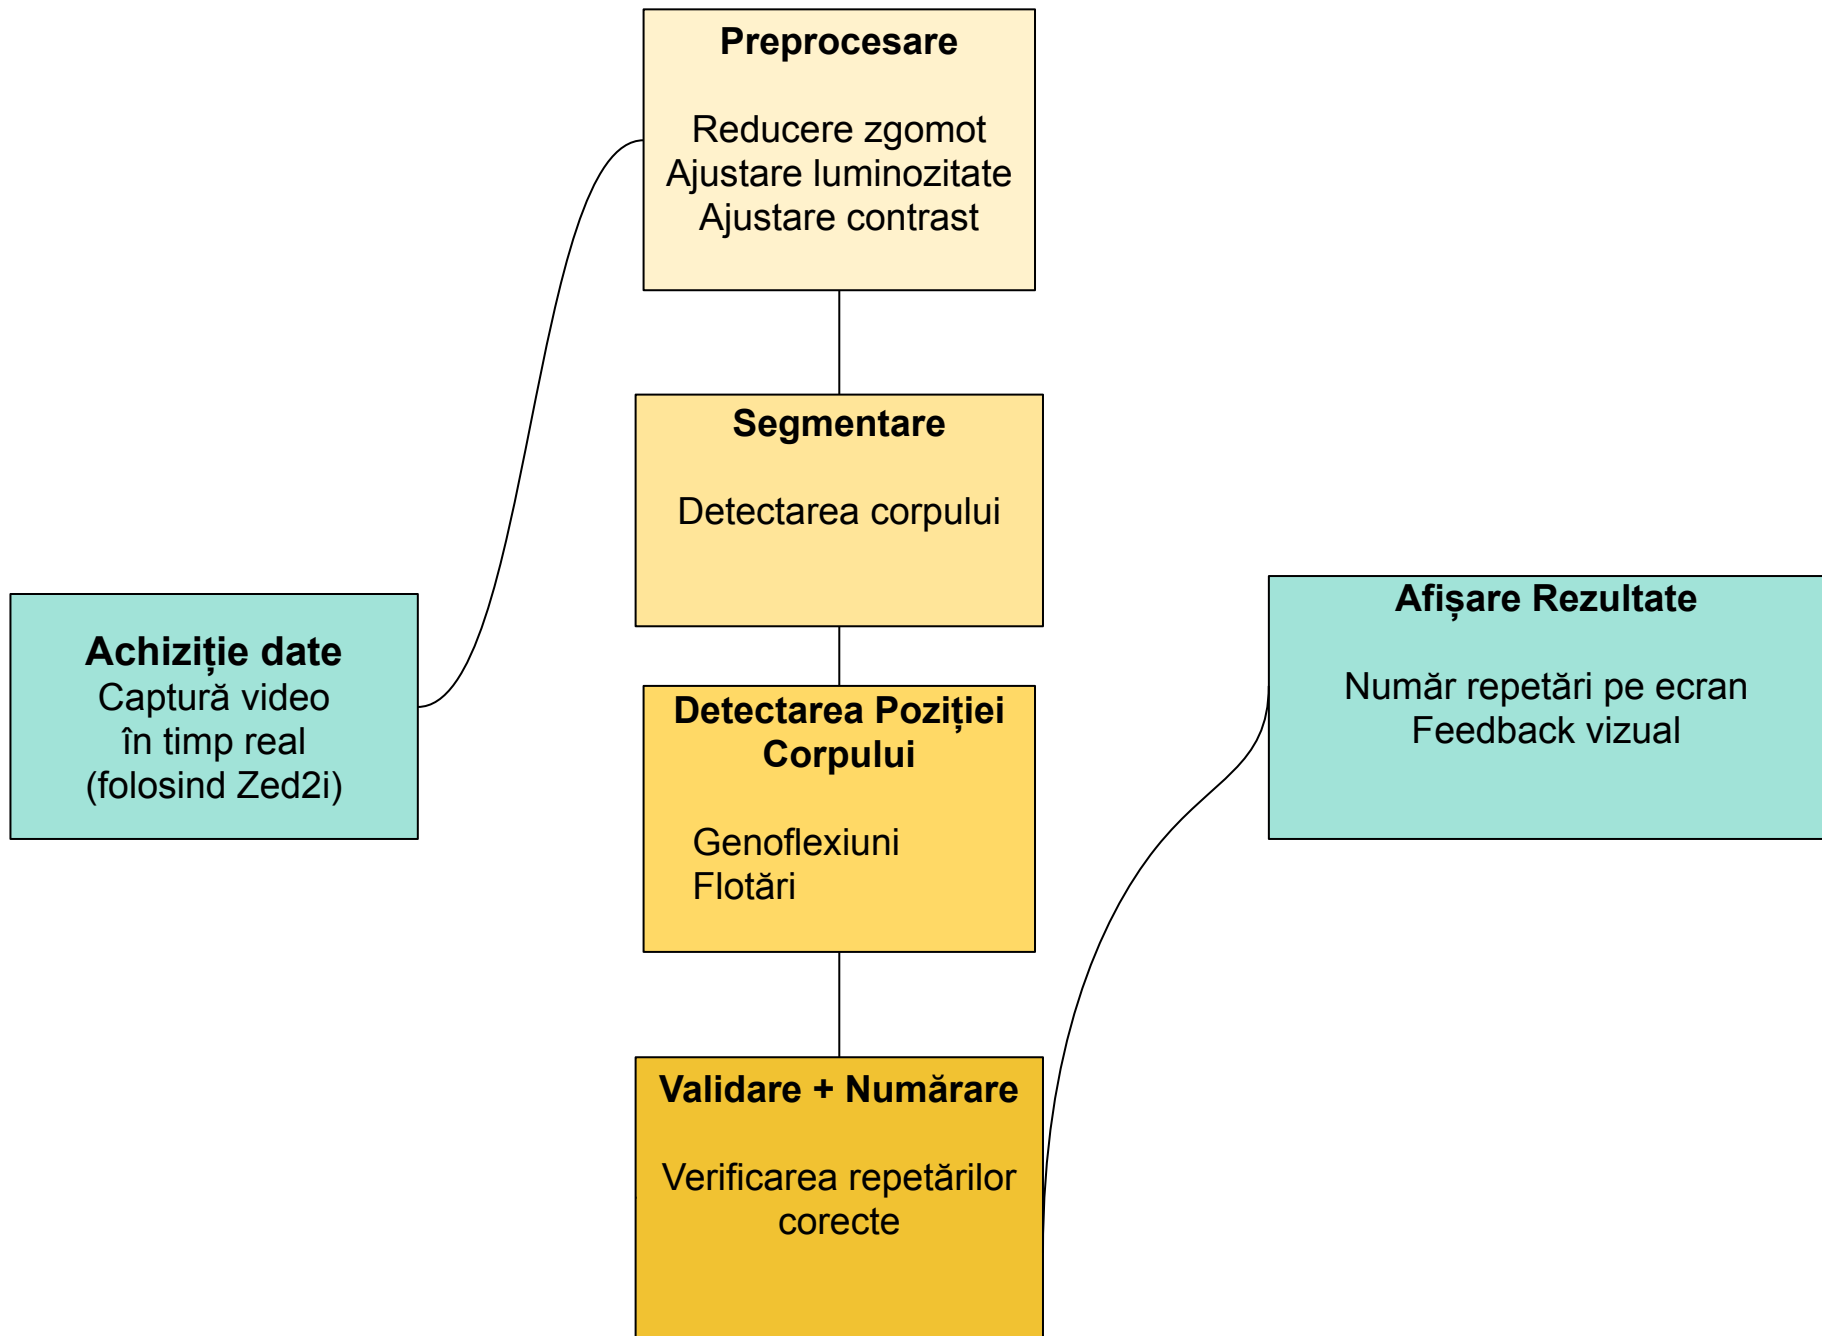 Preprocesare
Reducere zgomot
Ajustare luminozitate
Ajustare contrast
Segmentare
Detectarea corpului
Achiziție date
Captură video
în timp real
(folosind Zed2i)
Detectarea Poziției
Corpului
Genoflexiuni
Flotări
Validare + Numărare
Verificarea repetărilor
corecte
Afișare Rezultate
Număr repetări pe ecran
Feedback vizual